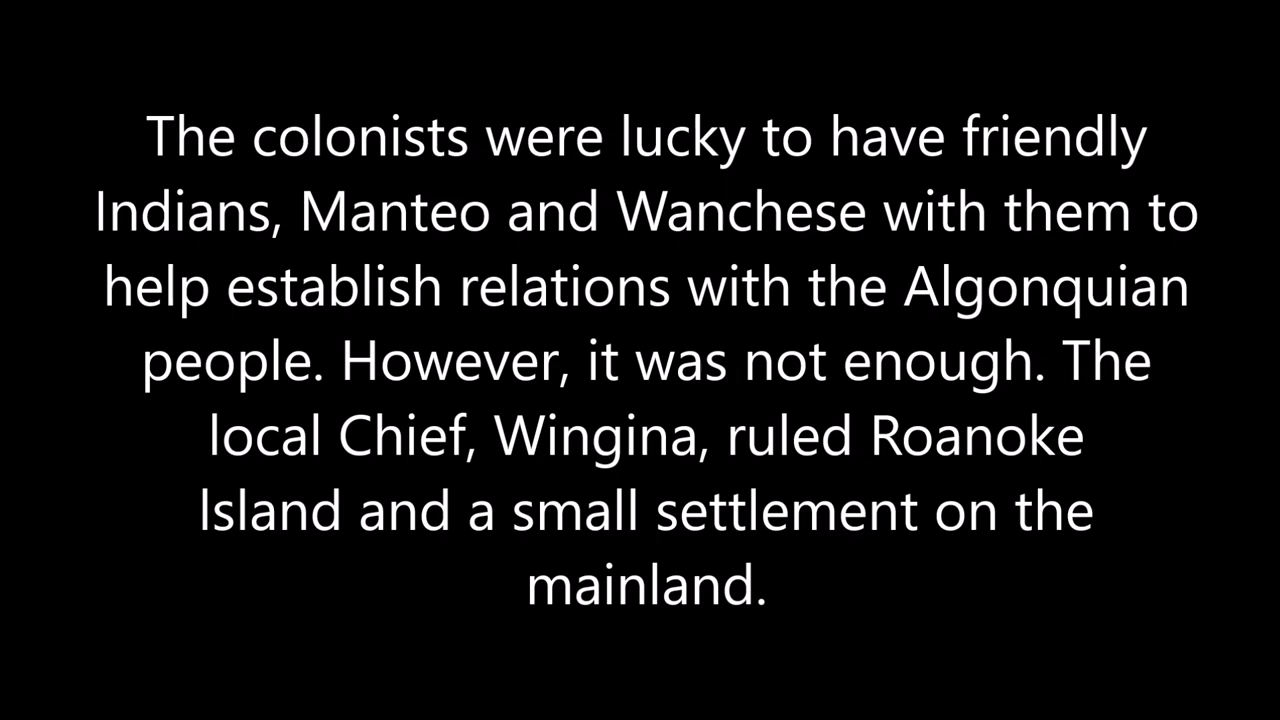 The colonists were lucky to have friendly
Indians, Manteo and Wanchese with them to
help establish relations with the Algonquian
people. However, it was not enough. The
local Chief, Wingina, ruled Roanoke
Island and a small settlement on the
mainland.